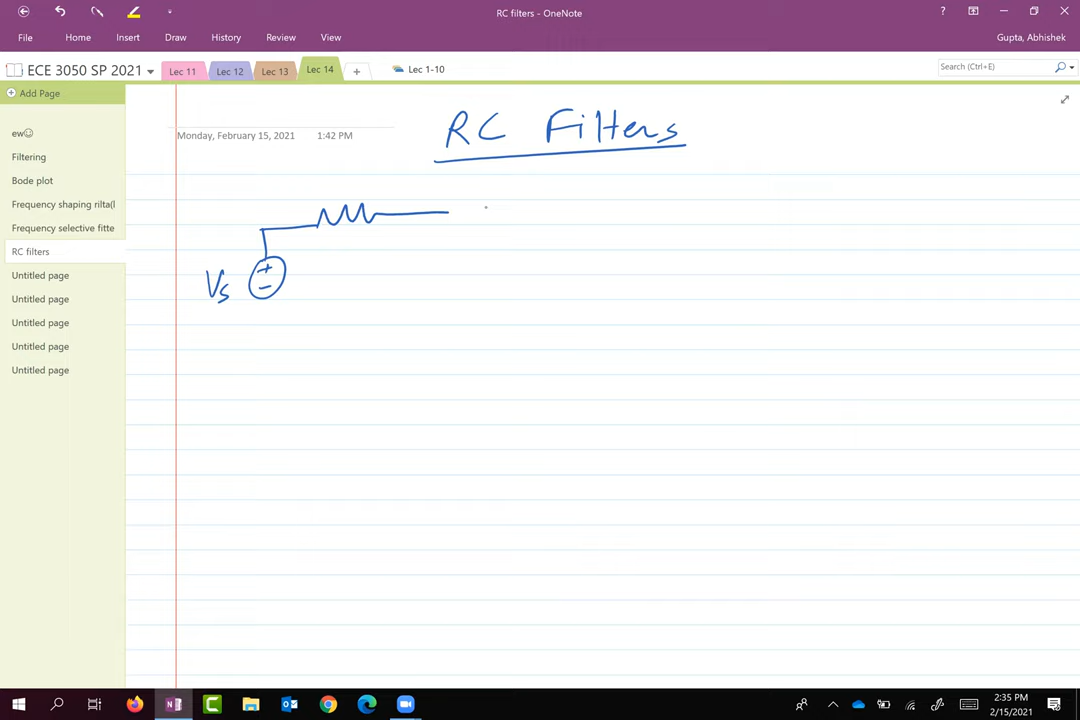 RC filters - OneNote
?
File Home Insert Draw History Review View
Gupta, Abhishek
ECE 3050 SP 2021
Lec 11
Lec 12
Lec 13
Lec 14
+
Lec 1-10
Search (Ctrl+E)
Add Page
ew☺
Filtering
Bode plot
Frequency shaping rilta(l
Frequency selective fitte
RC filters
Untitled page
Untitled page
Untitled page
Untitled page
Untitled page
Monday, February 15, 2021 1:42 PM
RC Filters
Vs
+
-
2:35 PM
2/15/2021